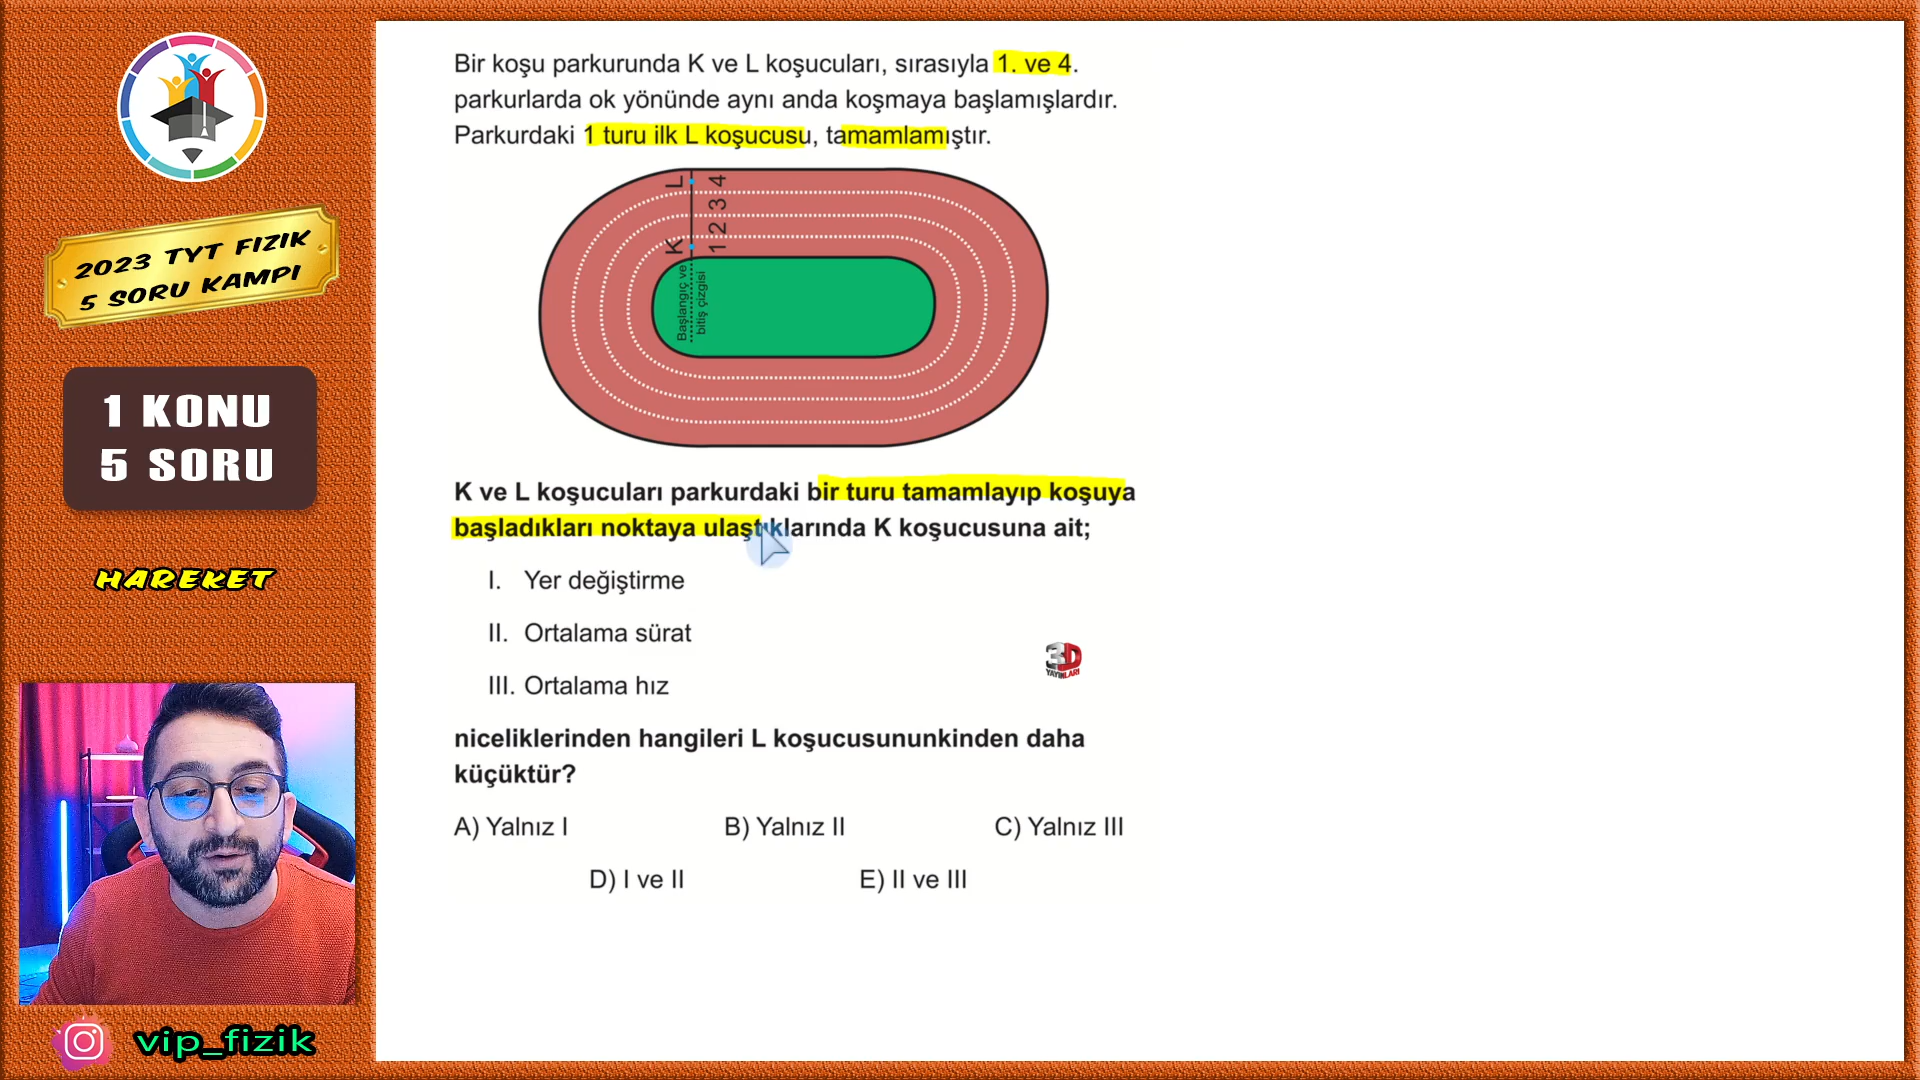 2023 TYT FIZIK
5 SORU KAMPI
1 KONU
5 SORU
HAREKET
vip_fizik
Bir koşu parkurunda K ve L koşucuları, sırasıyla 1. ve 4.
parkurlarda ok yönünde aynı anda koşmaya başlamışlardır.
Parkurdaki 1 turu ilk L koşucusu, tamamlamıştır.
L
4
3
2
K
1
Başlangıç ve
bitiş çizgisi
K ve L koşucuları parkurdaki bir turu tamamlayıp koşuya
başladıkları noktaya ulaştıklarında K koşucusuna ait;
I. Yer değiştirme
II. Ortalama sürat
III. Ortalama hız
3D
YAYINLARI
niceliklerinden hangileri L koşucusununkinden daha
küçüktür?
A) Yalnız I B) Yalnız II C) Yalnız III
D) I ve II E) II ve III